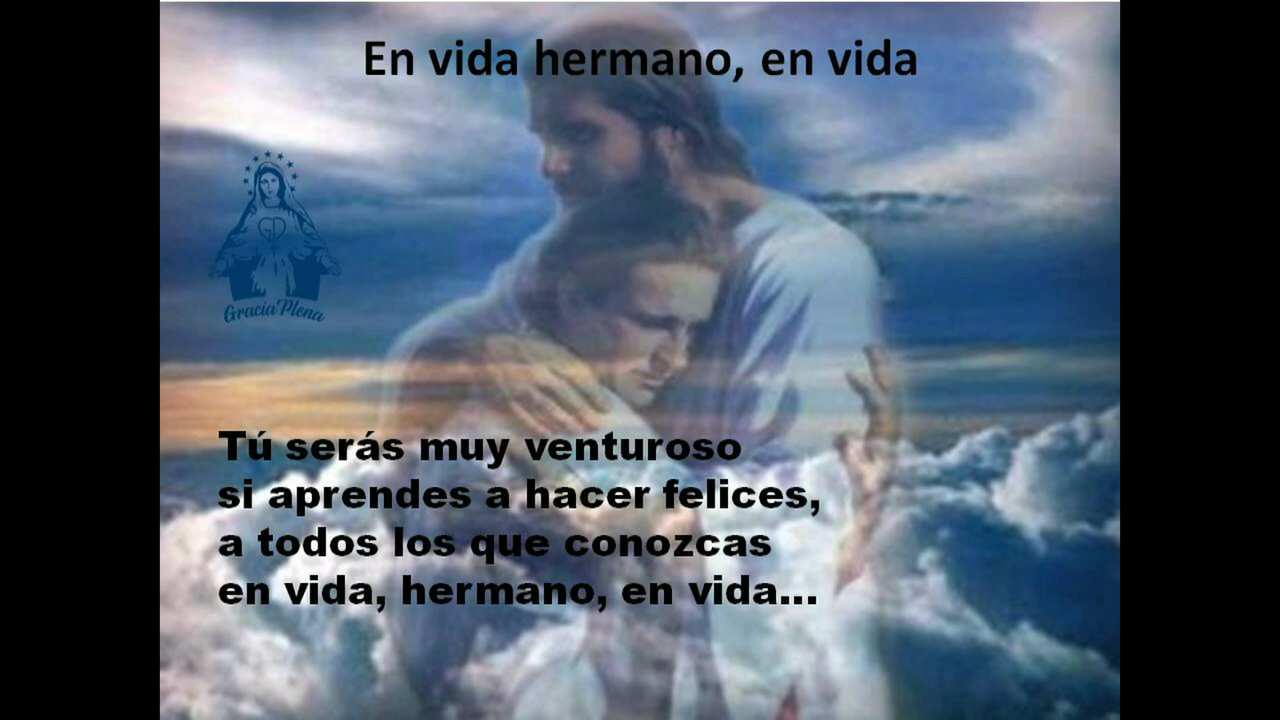 En vida hermano, en vida
Gracia Plena
Tú serás muy venturoso
si aprendes a hacer felices,
a todos los que conozcas
en vida, hermano, en vida...